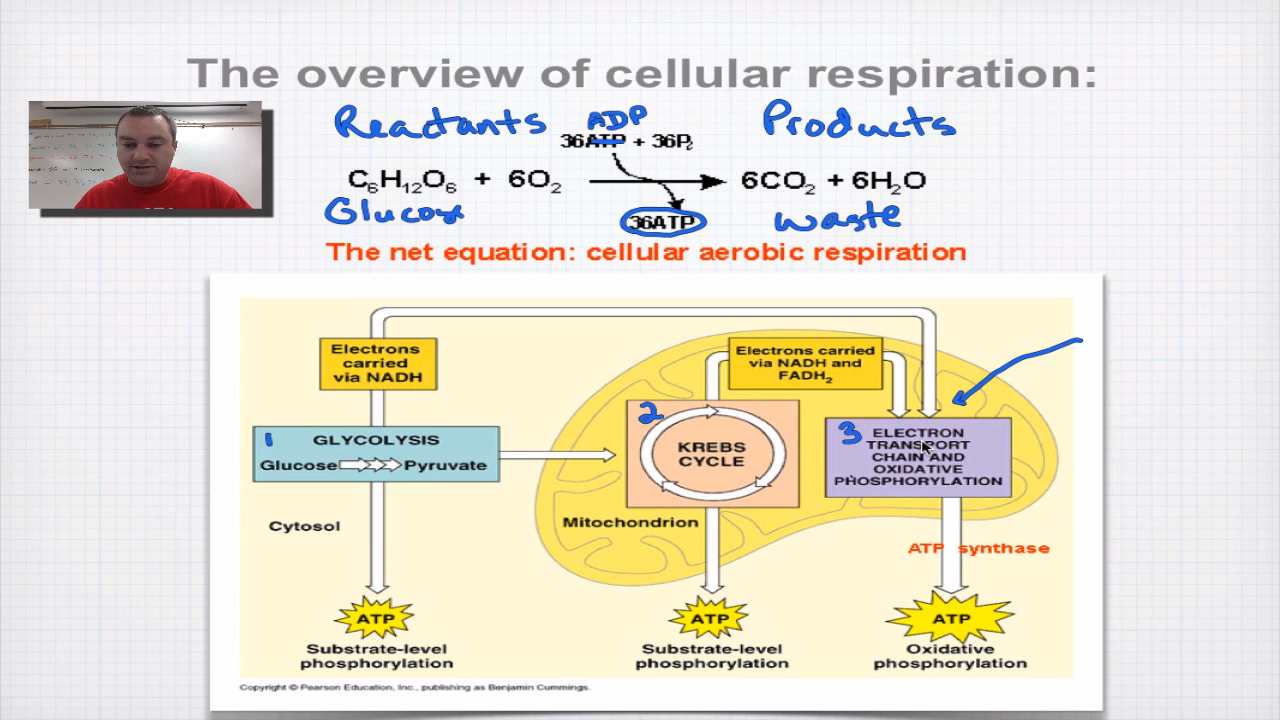 The overview of cellular respiration:
Reactants
ADP
Products
36ATP + 36P
C6H12O6 + 6O2
6CO2 + 6H2O
Glucose
36ATP
Waste
The net equation: cellular aerobic respiration
Electrons
carried
via NADH
Electrons carried
via NADH and
FADH2
1
GLYCOLYSIS
Glucose
Pyruvate
2
KREBS
CYCLE
3
ELECTRON
TRANSPORT
CHAIN AND
OXIDATIVE
PHOSPHORYLATION
Cytosol
Mitochondrion
ATP synthase
ATP
Substrate-level
phosphorylation
ATP
Substrate-level
phosphorylation
ATP
Oxidative
phosphorylation
Copyright © Pearson Education, Inc., publishing as Benjamin Cummings.